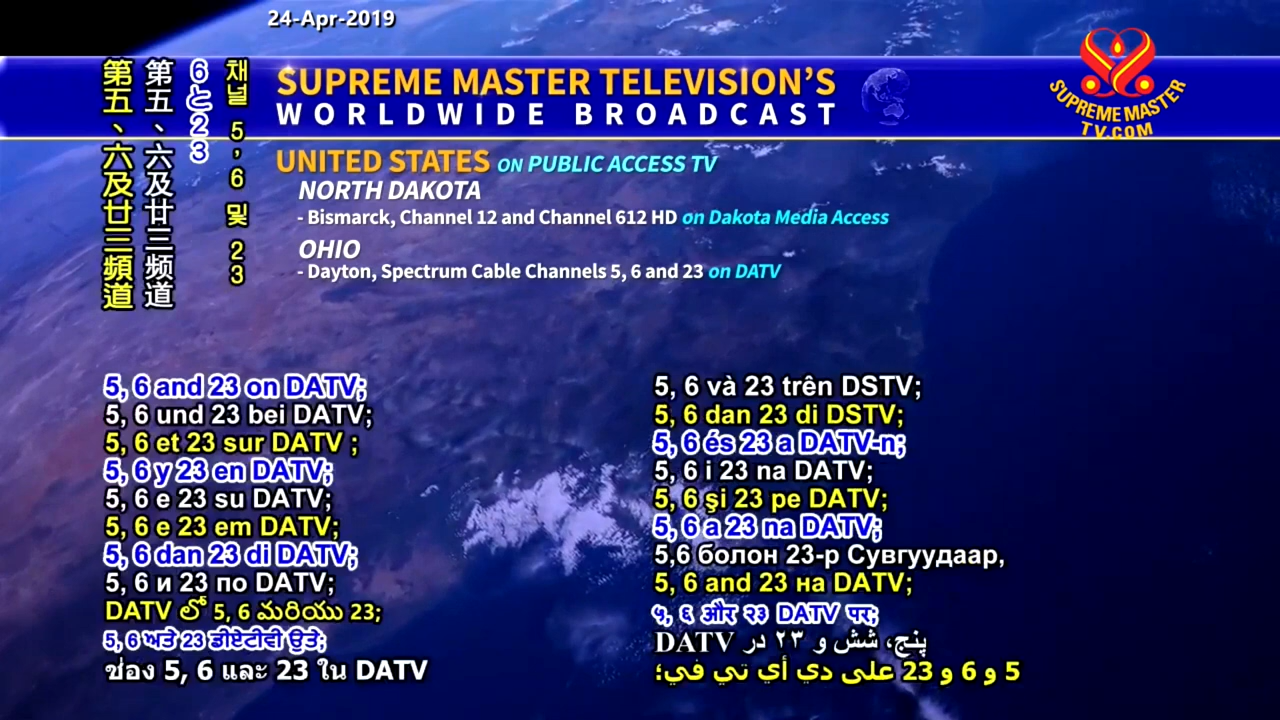 24-Apr-2019
SUPREME MASTER TELEVISION'S
WORLDWIDE BROADCAST
SUPREME MASTER
TV.COM
第五、六及廿三頻道
第五、六及廿三频道
6と23
채널 5, 6 및 23
UNITED STATES ON PUBLIC ACCESS TV
NORTH DAKOTA
- Bismarck, Channel 12 and Channel 612 HD on Dakota Media Access
OHIO
- Dayton, Spectrum Cable Channels 5, 6 and 23 on DATV
5, 6 and 23 on DATV;
5, 6 und 23 bei DATV;
5, 6 et 23 sur DATV ;
5, 6 y 23 en DATV;
5, 6 e 23 su DATV;
5, 6 e 23 em DATV;
5, 6 dan 23 di DATV;
5, 6 и 23 по DATV;
DATV లో 5, 6 మరియు 23;
5, 6 ਅਤੇ 23 ਡੀਏਟੀਵੀ ਉਤੇ;
ช่อง 5, 6 และ 23 ใน DATV
5, 6 và 23 trên DSTV;
5, 6 dan 23 di DSTV;
5, 6 és 23 a DATV-n;
5, 6 i 23 na DATV;
5, 6 şi 23 pe DATV;
5, 6 a 23 na DATV;
5,6 болон 23-р Сувгуудаар,
5, 6 and 23 на DATV;
५, ६ और २३ DATV पर;
پنج، شش و ۲۳ در DATV
5 و 6 و 23 على دي أي تي في؛